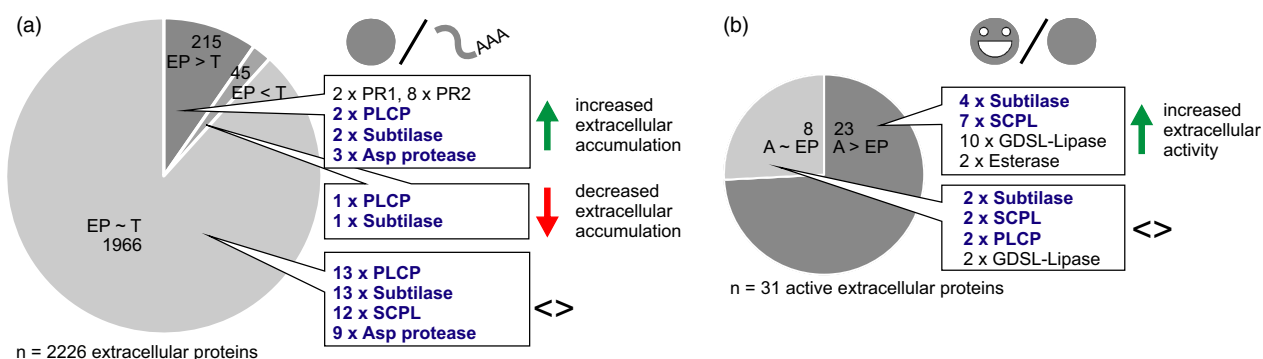 (a)
215
EP > T
45
EP < T
EP ~ T
1966
AAA
2 x PR1, 8 x PR2
2 x PLCP
2 x Subtilase
3 x Asp protease
increased
extracellular
accumulation
1 x PLCP
1 x Subtilase
decreased
extracellular
accumulation
13 x PLCP
13 x Subtilase
12 x SCPL
9 x Asp protease
<>
n = 2226 extracellular proteins
(b)
8
A ~ EP
23
A > EP
4 x Subtilase
7 x SCPL
10 x GDSL-Lipase
2 x Esterase
increased
extracellular
activity
2 x Subtilase
2 x SCPL
2 x PLCP
2 x GDSL-Lipase
<>
n = 31 active extracellular proteins